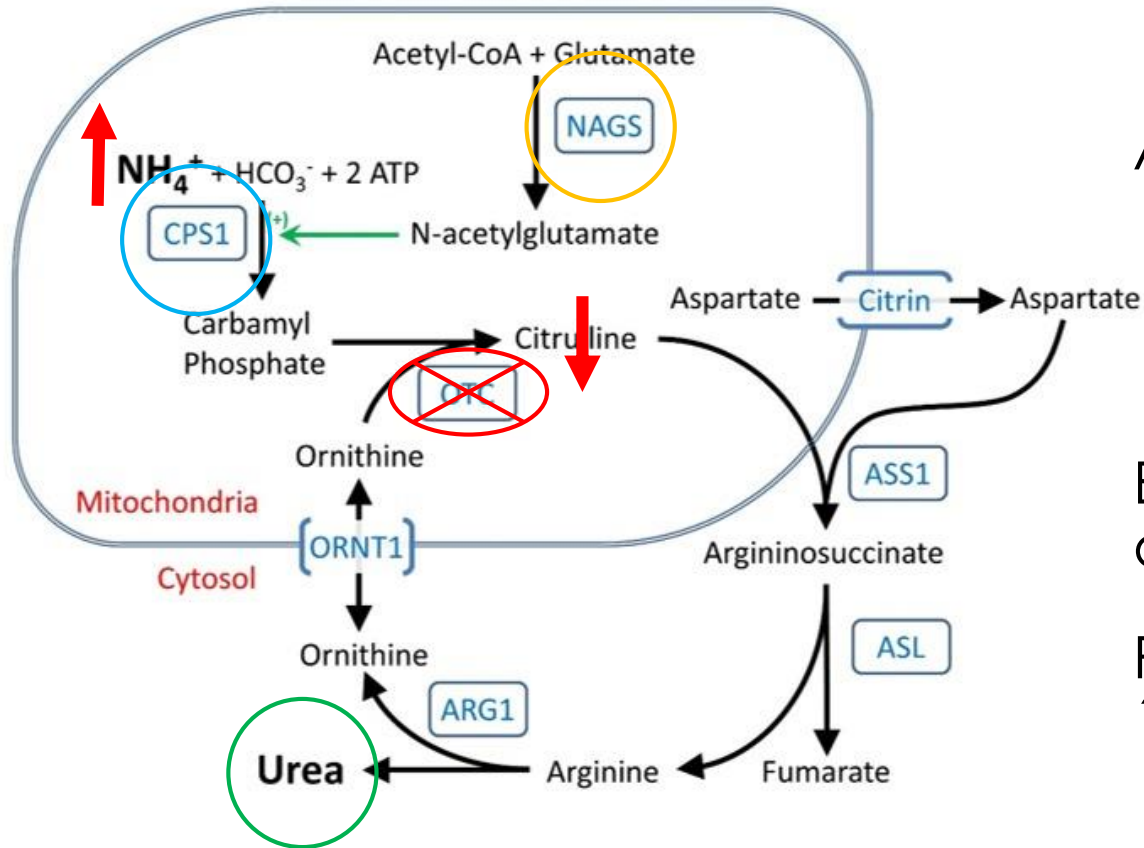 Acetyl-CoA + Glutamate
NAGS
NH₄⁺ + HCO₃⁻ + 2 ATP
CPS1
(+)
N-acetylglutamate
Carbamyl
Phosphate
Citrulline
Aspartate
Citrin
Aspartate
OTC
Ornithine
ASS1
Mitochondria
ORNT1
Cytosol
Argininosuccinate
Ornithine
ASL
ARG1
Urea
Arginine
Fumarate